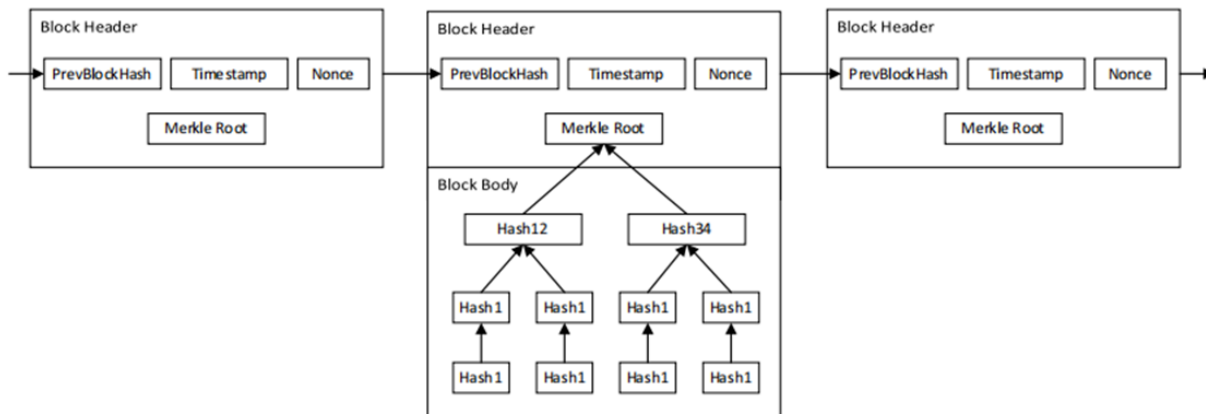 Block Header
PrevBlockHash Timestamp Nonce
Merkle Root
Block Header
PrevBlockHash Timestamp Nonce
Merkle Root
Block Body
Hash12 Hash34
Hash1 Hash1 Hash1 Hash1
Hash1 Hash1 Hash1 Hash1
Block Header
PrevBlockHash Timestamp Nonce
Merkle Root